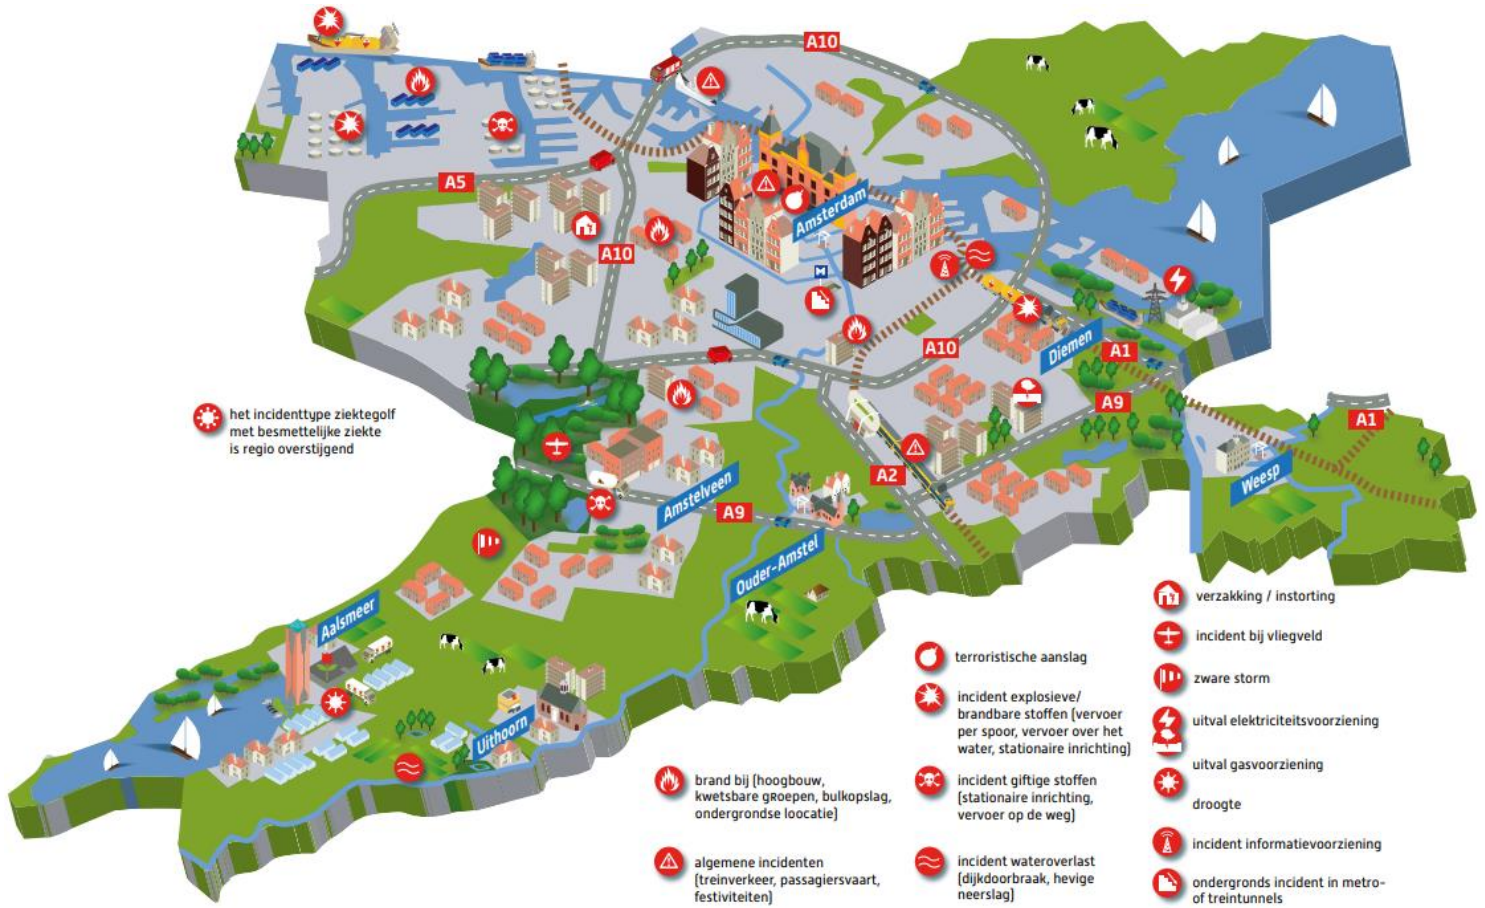 A10
A5
Amsterdam
A10
A10
Diemen
A1
A9
A1
het incidenttype ziektegolf
met besmettelijke ziekte
is regio overstijgend
A2
Weesp
Amstelveen
A9
Ouder-Amstel
Aalsmeer
Uithoorn
brand bij (hoogbouw,
kwetsbare groepen, bulkopslag,
ondergrondse loocatie)
algemene incidenten
(treinverkeer, passagiersvaart,
festiviteiten)
terroristische aanslag
incident explosieve/
brandbare stoffen (vervoer
per spoor, vervoer over het
water, stationaire inrichting)
incident giftige stoffen
(stationaire inrichting,
vervoer op de weg)
incident wateroverlast
(dijkdoorbraak, hevige
neerslag)
verzakking / instorting
incident bij vliegveld
zware storm
uitval elektriciteitsvoorziening
uitval gasvoorziening
droogte
incident informatievoorziening
ondergronds incident in metro-
of treintunnels